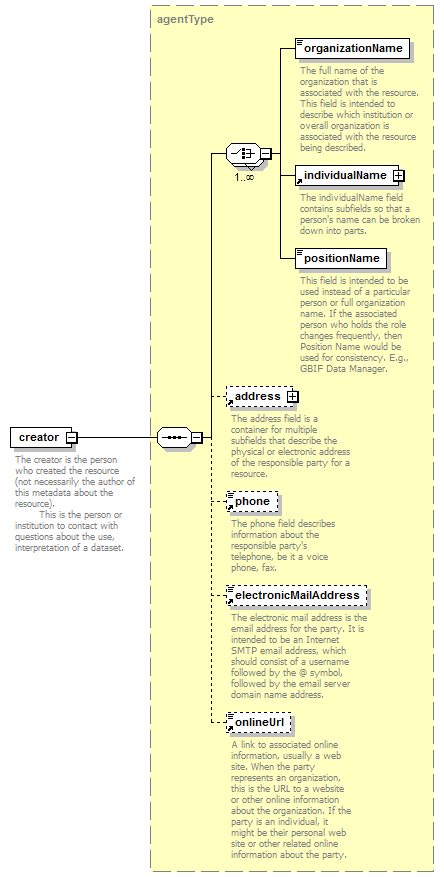 agentType
organizationName
The full name of the
organization that is
associated with the resource.
This field is intended to
describe which institution or
overall organization is
associated with the resource
being described.
1..∞
individualName
The individualName field
contains subfields so that a
person's name can be broken
down into parts.
positionName
This field is intended to be
used instead of a particular
person or full organization
name. If the associated
person who holds the role
changes frequently, then
Position Name would be
used for consistency. E.g.,
GBIF Data Manager.
address
The address field is a
container for multiple
subfields that describe the
physical or electronic address
of the responsible party for a
resource.
creator
The creator is the person
who created the resource
(not necessarily the author of
this metadata about the
resource).
This is the person or
institution to contact with
questions about the use,
interpretation of a dataset.
phone
The phone field describes
information about the
responsible party's
telephone, be it a voice
phone, fax.
electronicMailAddress
The electronic mail address is the
email address for the party. It is
intended to be an Internet
SMTP email address, which
should consist of a username
followed by the @ symbol,
followed by the email server
domain name address.
onlineUrl
A link to associated online
information, usually a web
site. When the party
represents an organization,
this is the URL to a website
or other online information
about the organization. If the
party is an individual, it
might be their personal web
site or other related online
information about the party.